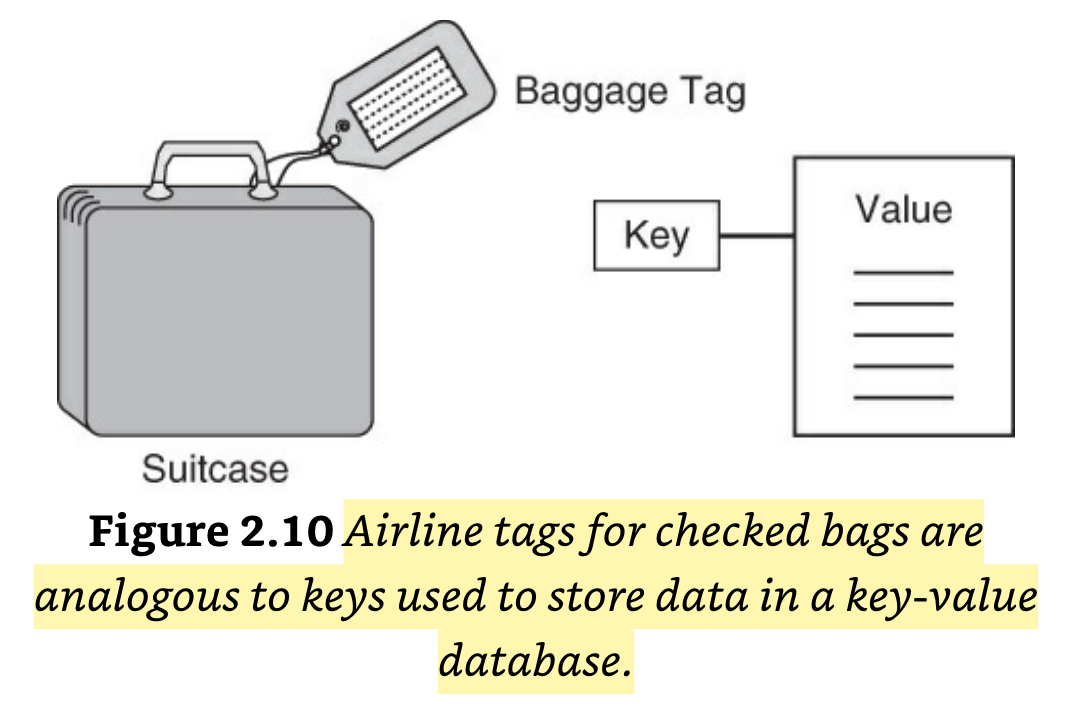 Baggage Tag
Key
Value
Suitcase
Figure 2.10 Airline tags for checked bags are
analogous to keys used to store data in a key-value
database.